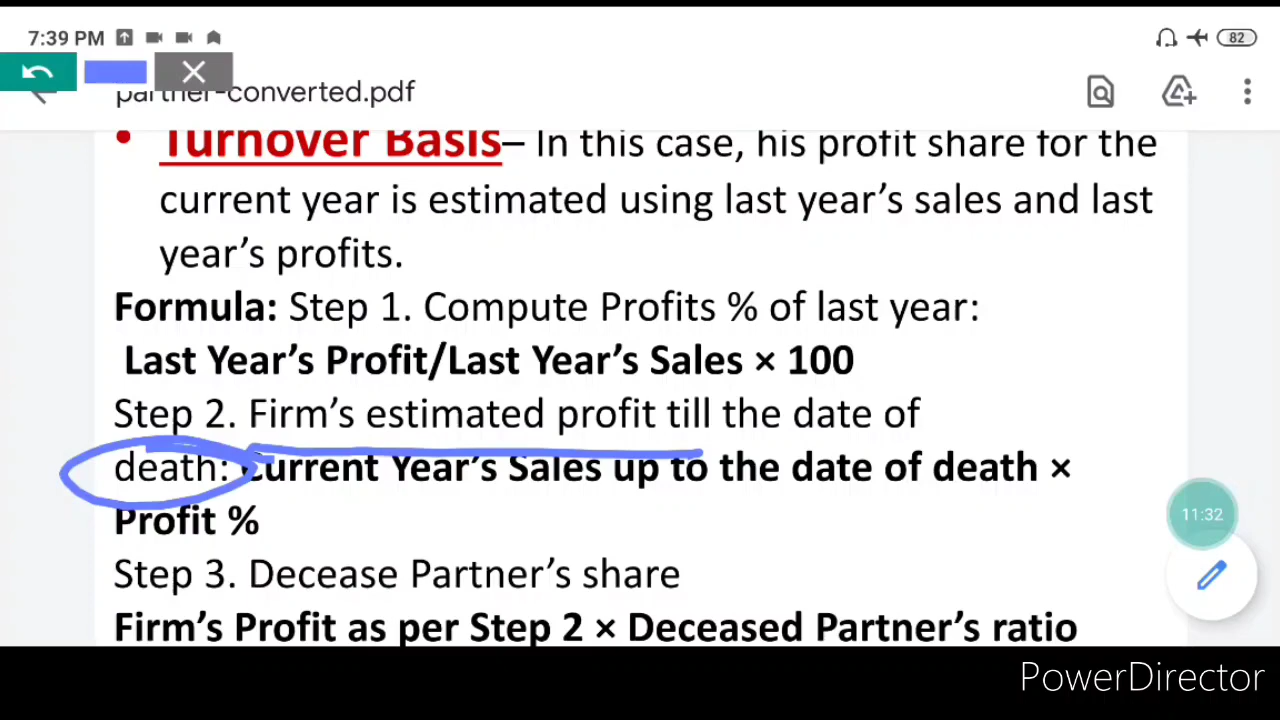 7:39 PM
82
partner-converted.pdf
• Turnover Basis– In this case, his profit share for the
current year is estimated using last year’s sales and last
year’s profits.
Formula: Step 1. Compute Profits % of last year:
Last Year’s Profit/Last Year’s Sales × 100
Step 2. Firm’s estimated profit till the date of
death: Current Year’s Sales up to the date of death ×
Profit %
11:32
Step 3. Decease Partner’s share
Firm’s Profit as per Step 2 × Deceased Partner’s ratio
PowerDirector